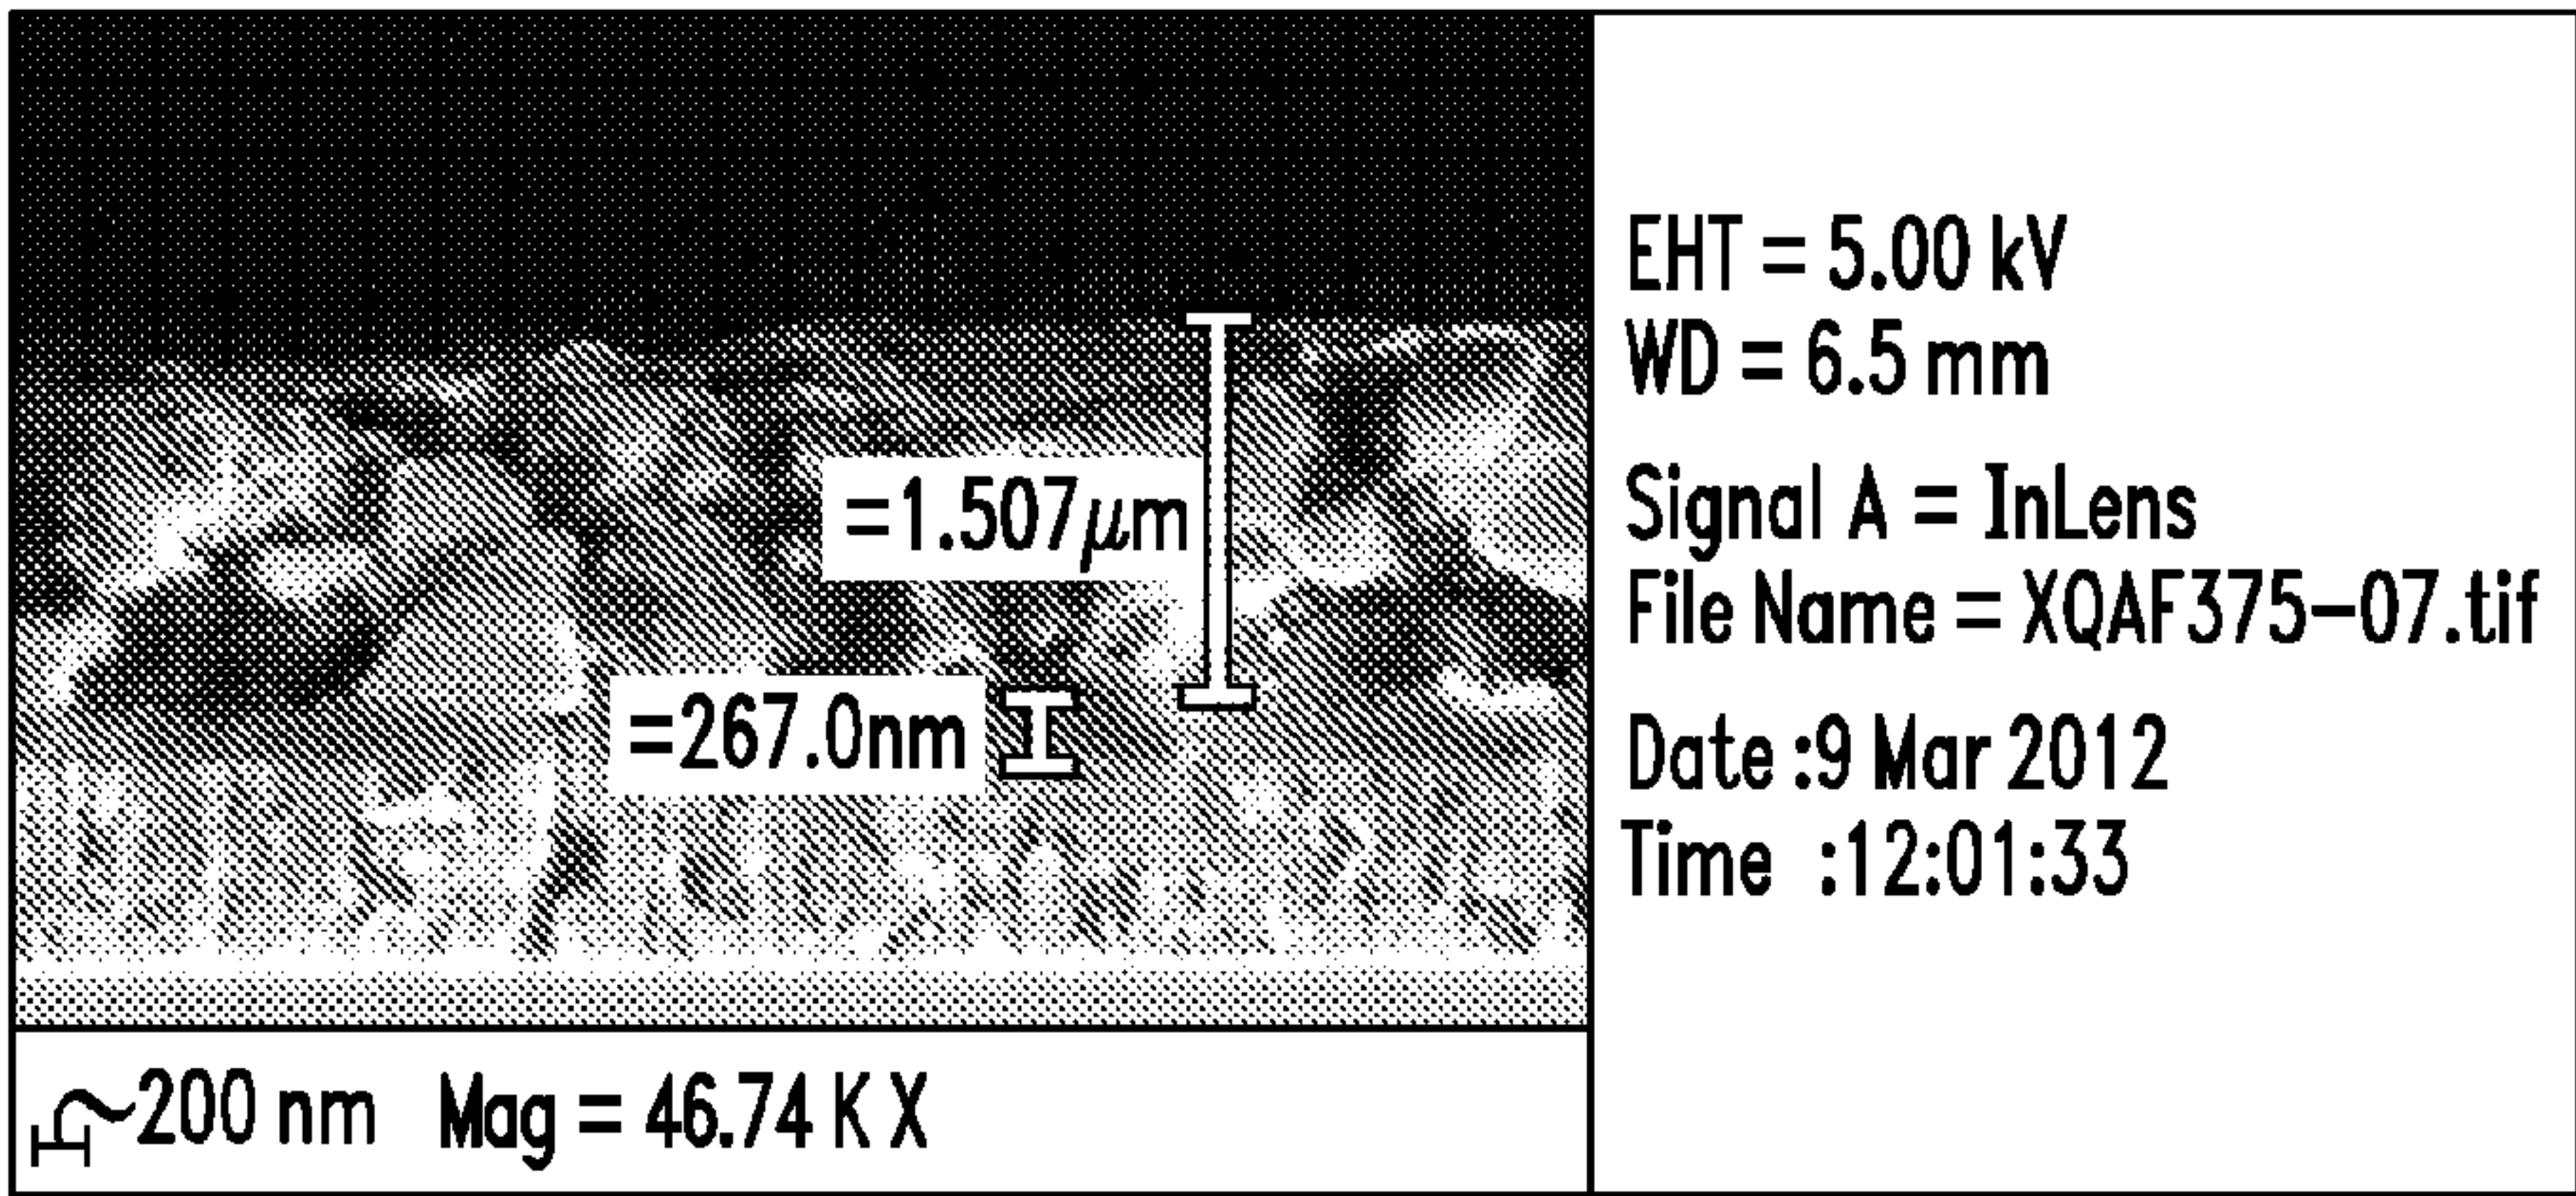 =1.507μm
=267.0nm
200 nm Mag = 46.74 K X
EHT = 5.00 kV
WD = 6.5 mm
Signal A = InLens
File Name = XQAF375-07.tif
Date :9 Mar 2012
Time :12:01:33